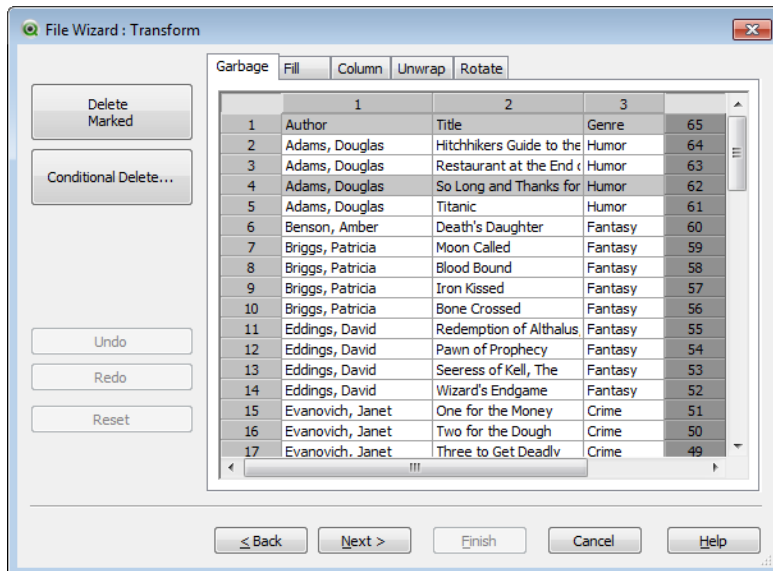 File Wizard : Transform
Garbage Fill Column Unwrap Rotate
Delete
Marked
Conditional Delete...
Undo
Redo
Reset
1 2 3
1 Author Title Genre 65
2 Adams, Douglas Hitchhikers Guide to the Humor 64
3 Adams, Douglas Restaurant at the End Humor 63
4 Adams, Douglas So Long and Thanks for Humor 62
5 Adams, Douglas Titanic Humor 61
6 Benson, Amber Death's Daughter Fantasy 60
7 Briggs, Patricia Moon Called Fantasy 59
8 Briggs, Patricia Blood Bound Fantasy 58
9 Briggs, Patricia Iron Kissed Fantasy 57
10 Briggs, Patricia Bone Crossed Fantasy 56
11 Eddings, David Redemption of Althalus, Fantasy 55
12 Eddings, David Pawn of Prophecy Fantasy 54
13 Eddings, David Seeress of Kell, The Fantasy 53
14 Eddings, David Wizard's Endgame Fantasy 52
15 Evanovich, Janet One for the Money Crime 51
16 Evanovich, Janet Two for the Dough Crime 50
17 Evanovich, Janet Three to Get Deadly Crime 49
< Back Next > Finish Cancel Help